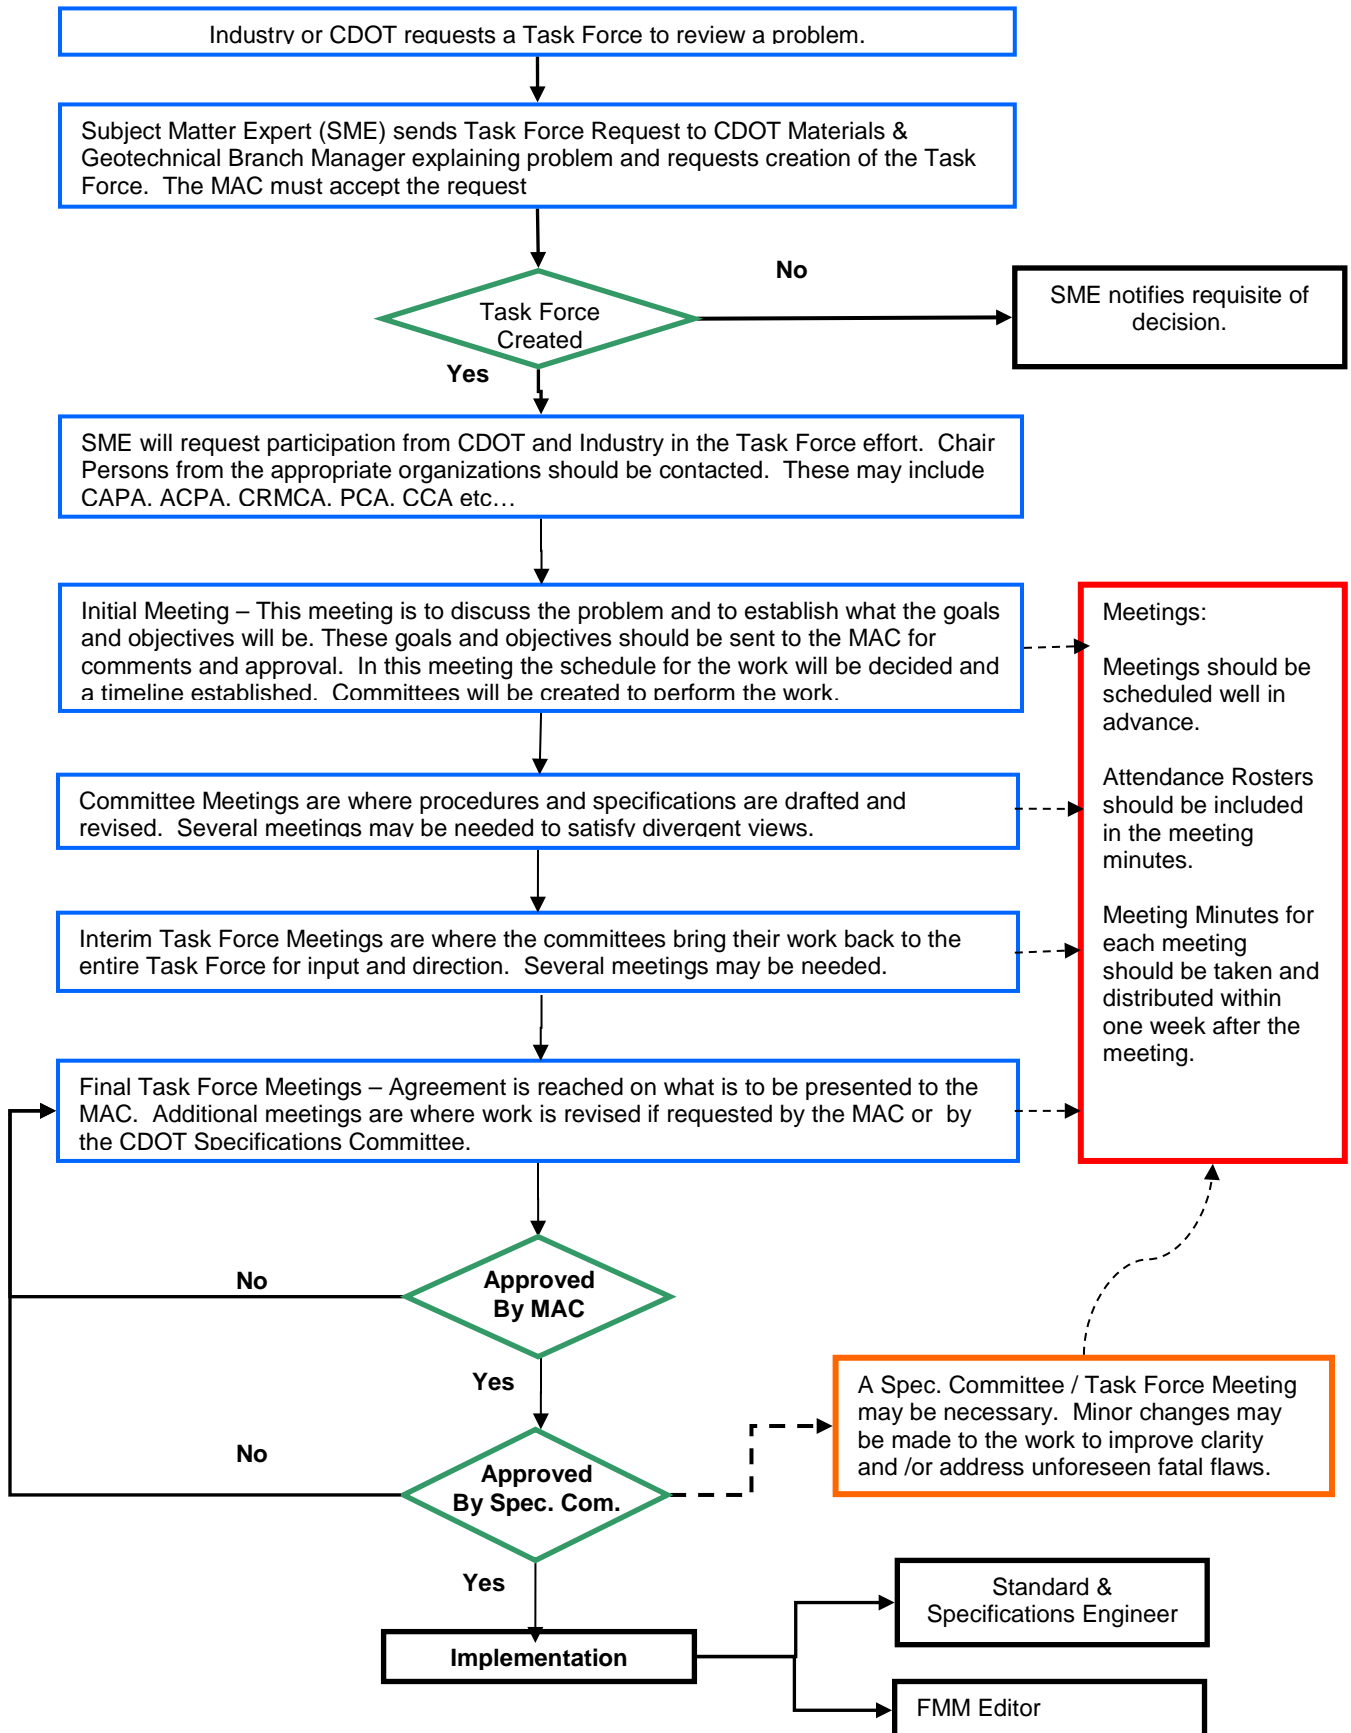 Industry or CDOT requests a Task Force to review a problem.
Subject Matter Expert (SME) sends Task Force Request to CDOT Materials &
Geotechnical Branch Manager explaining problem and requests creation of the Task
Force.  The MAC must accept the request
No
Task Force
Created
SME notifies requisite of
decision.
Yes
SME will request participation from CDOT and Industry in the Task Force effort.  Chair
Persons from the appropriate organizations should be contacted.  These may include
CAPA. ACPA. CRMCA. PCA. CCA etc…
Initial Meeting – This meeting is to discuss the problem and to establish what the goals
and objectives will be. These goals and objectives should be sent to the MAC for
comments and approval.  In this meeting the schedule for the work will be decided and
a timeline established.  Committees will be created to perform the work.
Meetings:
Meetings should be
scheduled well in
advance.
Attendance Rosters
should be included
in the meeting
minutes.
Meeting Minutes for
each meeting
should be taken and
distributed within
one week after the
meeting.
Committee Meetings are where procedures and specifications are drafted and
revised.  Several meetings may be needed to satisfy divergent views.
Interim Task Force Meetings are where the committees bring their work back to the
entire Task Force for input and direction.  Several meetings may be needed.
Final Task Force Meetings – Agreement is reached on what is to be presented to the
MAC.  Additional meetings are where work is revised if requested by the MAC or  by
the CDOT Specifications Committee.
No
Approved
By MAC
Yes
A Spec. Committee / Task Force Meeting
may be necessary.  Minor changes may
be made to the work to improve clarity
and /or address unforeseen fatal flaws.
No
Approved
By Spec. Com.
Yes
Standard &
Specifications Engineer
Implementation
FMM Editor